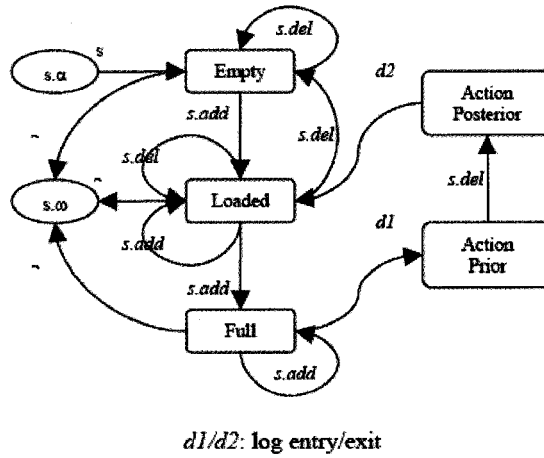 s.del
s
s.α
Empty
d2
Action
Posterior
s.add
s.del
s.del
s.del
s.ω
Loaded
d1
s.add
Action
Prior
s.add
Full
s.add
d1/d2: log entry/exit